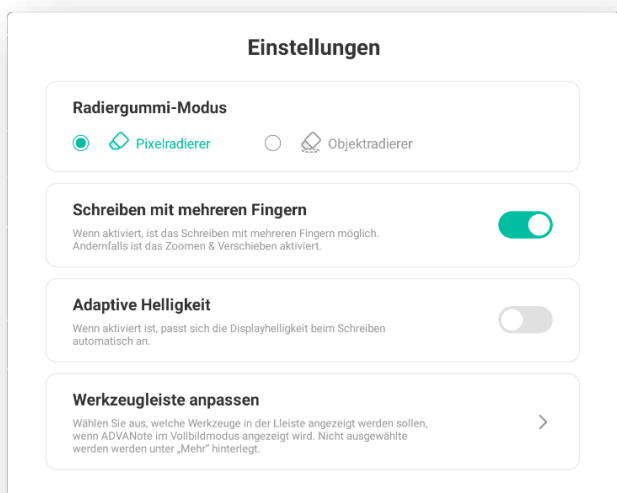 Einstellungen
Radiergummi-Modus
Pixelradierer
Objektradierer
Schreiben mit mehreren Fingern
Wenn aktiviert, ist das Schreiben mit mehreren Fingern möglich.
Andernfalls ist das Zoomen & Verschieben aktiviert.
Adaptive Helligkeit
Wenn aktiviert ist, passt sich die Displayhelligkeit beim Schreiben
automatisch an.
Werkzeugleiste anpassen
Wählen Sie aus, welche Werkzeuge in der Lleiste angezeigt werden sollen,
wenn ADVANote im Vollbildmodus angezeigt wird. Nicht ausgewählte
werden werden unter „Mehr" hinterlegt.